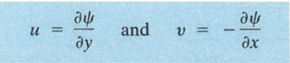 u = ∂ψ/∂y and v = −∂ψ/∂x